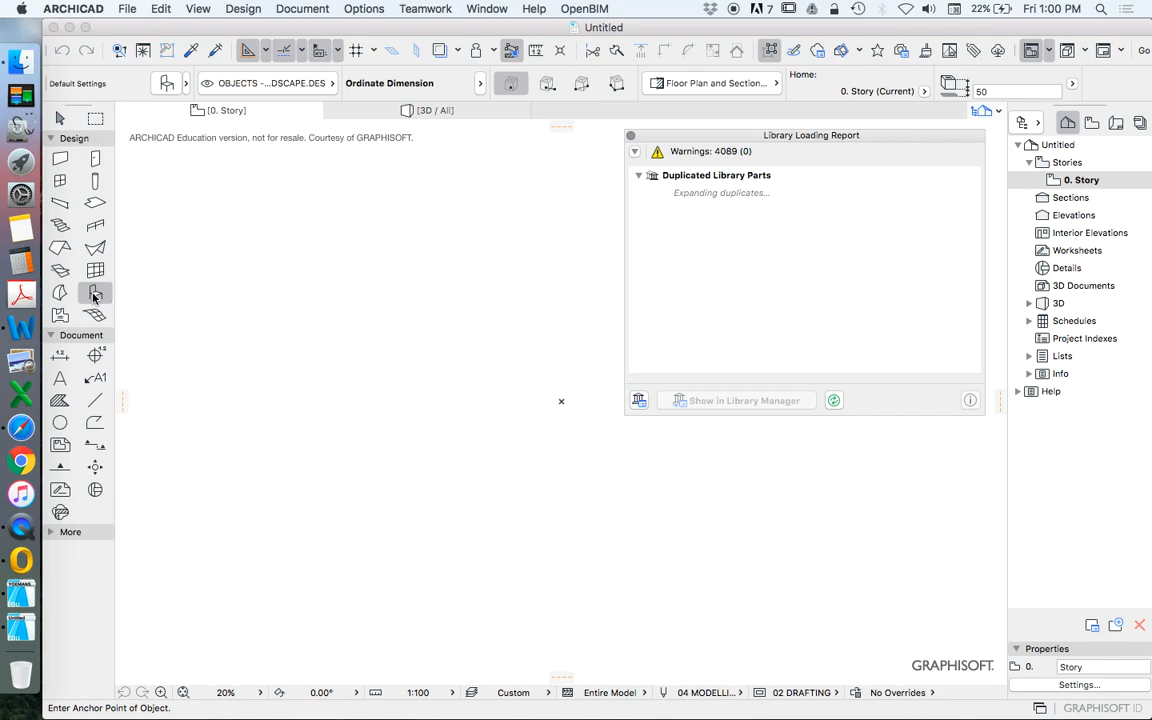 ARCHICAD File Edit View Design Document Options Teamwork Window Help OpenBIM 7 22% Fri 1:00 PM
Untitled
Go
Default Settings OBJECTS -...DSCAPE.DES Ordinate Dimension Floor Plan and Section... Home:
0. Story (Current) 50
[0. Story] [3D / All]
Design
ARCHICAD Education version, not for resale. Courtesy of GRAPHISOFT.
Library Loading Report
Warnings: 4089 (0)
Duplicated Library Parts
Expanding duplicates...
Show in Library Manager
Untitled
Stories
0. Story
Sections
Elevations
Interior Elevations
Worksheets
Details
3D Documents
3D
Schedules
Project Indexes
Lists
Info
Help
Document
1.2
A1
More
GRAPHISOFT.
Properties
0. Story
Settings...
20% 0.00° 1:100 Custom Entire Model 04 MODELLI... 02 DRAFTING No Overrides
Enter Anchor Point of Object.
GRAPHISOFT ID